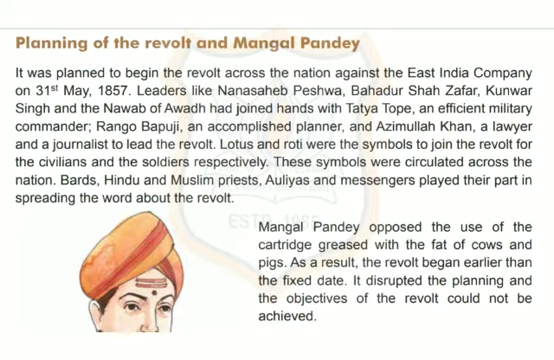 Planning of the revolt and Mangal Pandey
It was planned to begin the revolt across the nation against the East India Company
on 31st May, 1857. Leaders like Nanasaheb Peshwa, Bahadur Shah Zafar, Kunwar
Singh and the Nawab of Awadh had joined hands with Tatya Tope, an efficient military
commander; Rango Bapuji, an accomplished planner, and Azimullah Khan, a lawyer
and a journalist to lead the revolt. Lotus and roti were the symbols to join the revolt for
the civilians and the soldiers respectively. These symbols were circulated across the
nation. Bards, Hindu and Muslim priests, Auliyas and messengers played their part in
spreading the word about the revolt.
Mangal Pandey opposed the use of the
cartridge greased with the fat of cows and
pigs. As a result, the revolt began earlier than
the fixed date. It disrupted the planning and
the objectives of the revolt could not be
achieved.